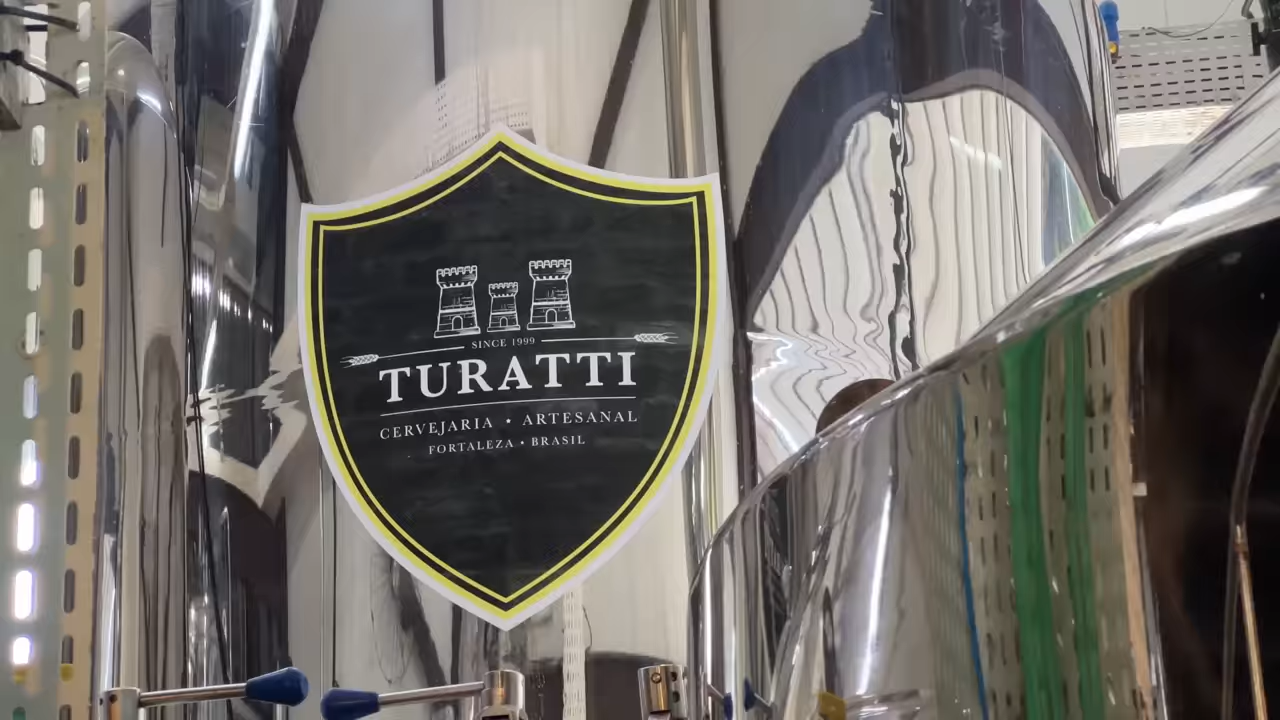 SINCE 1999
TURATTI
CERVEJARIA • ARTESANAL
FORTALEZA • BRASIL